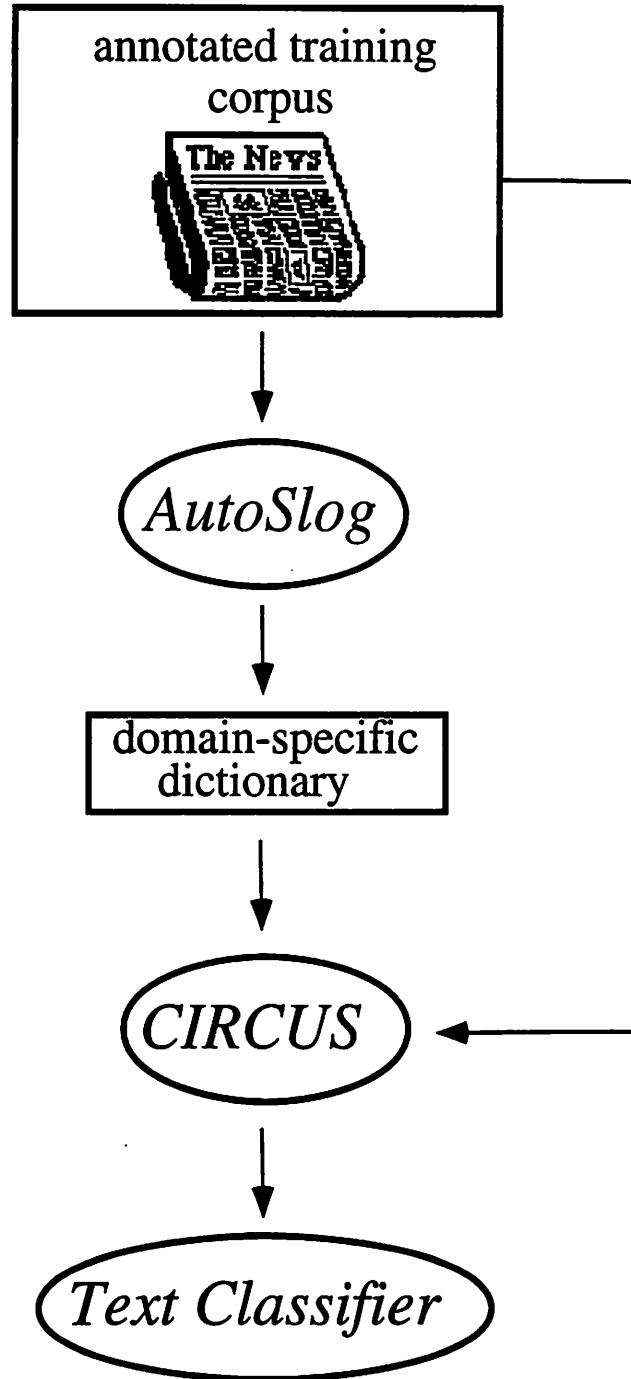 annotated training
corpus
The News
AutoSlog
domain-specific
dictionary
CIRCUS
Text Classifier